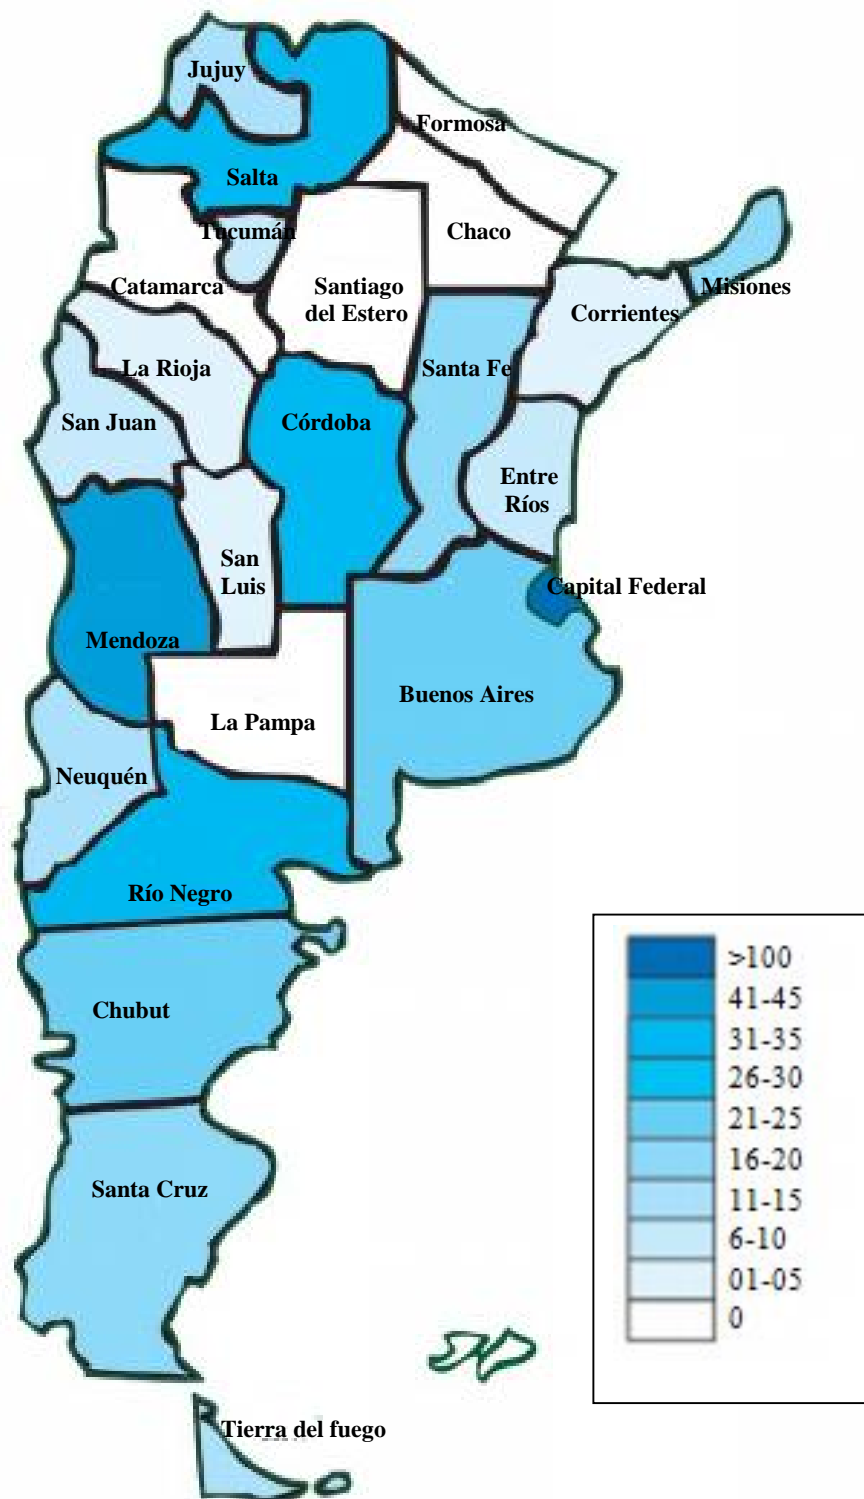 Jujuy
Formosa
Salta
Tucumán
Chaco
Catamarca
Santiago
del Estero
Misiones
Corrientes
La Rioja
Santa Fe
San Juan
Córdoba
Entre
Ríos
San
Luis
Capital Federal
Mendoza
Buenos Aires
La Pampa
Neuquén
Río Negro
Chubut
Santa Cruz
Tierra del fuego
>100
41-45
31-35
26-30
21-25
16-20
11-15
6-10
01-05
0